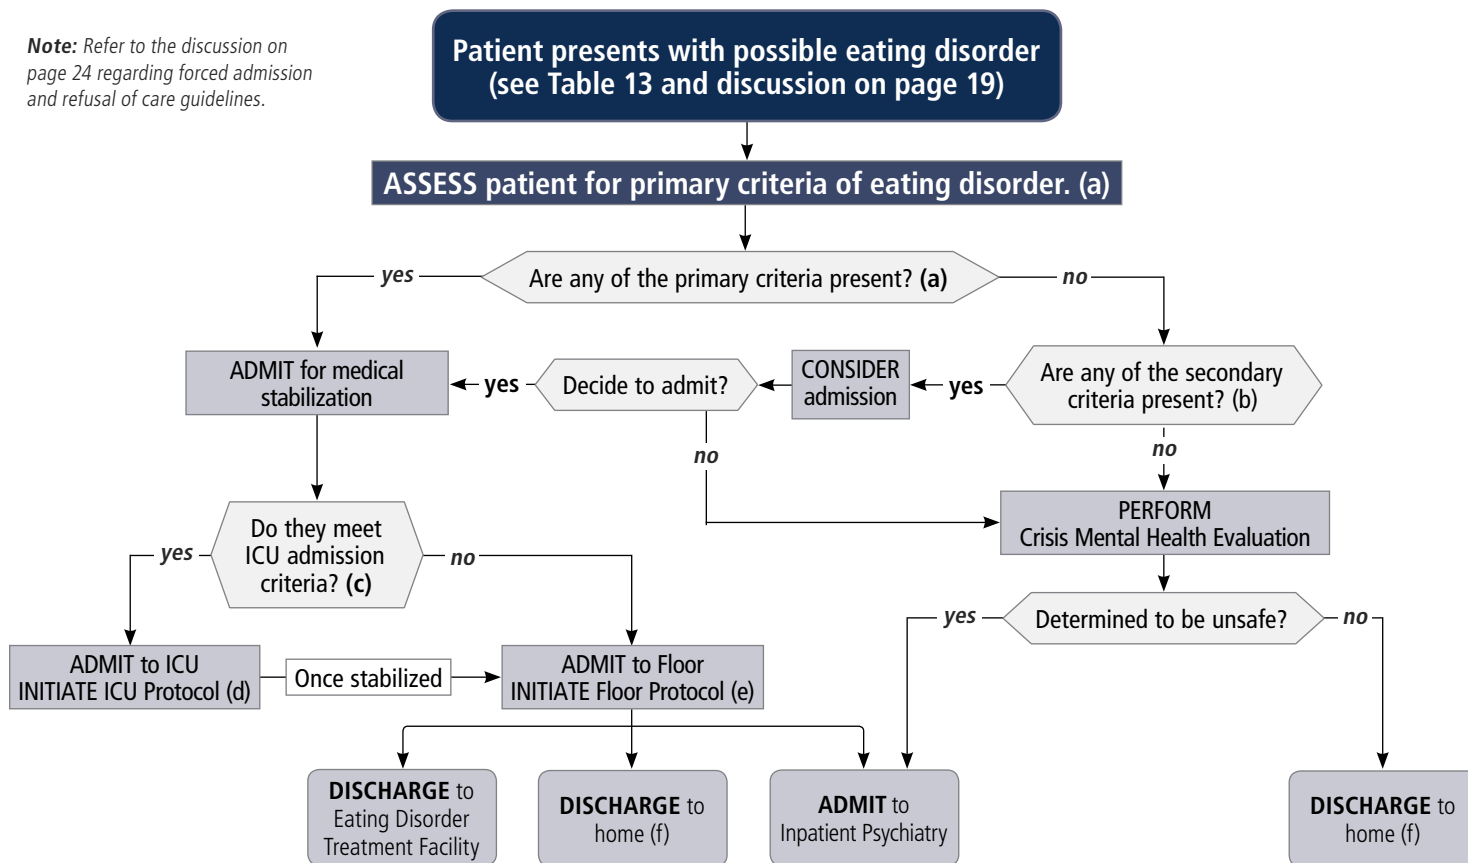 Note: Refer to the discussion on
page 24 regarding forced admission
and refusal of care guidelines.
Patient presents with possible eating disorder
(see Table 13 and discussion on page 19)
ASSESS patient for primary criteria of eating disorder. (a)
Are any of the primary criteria present? (a)
yes
no
ADMIT for medical
stabilization
yes
Decide to admit?
CONSIDER
admission
yes
Are any of the secondary
criteria present? (b)
no
no
PERFORM
Crisis Mental Health Evaluation
Do they meet
ICU admission
criteria? (c)
yes
no
Determined to be unsafe?
yes
no
ADMIT to ICU
INITIATE ICU Protocol (d)
Once stabilized
ADMIT to Floor
INITIATE Floor Protocol (e)
DISCHARGE to
Eating Disorder
Treatment Facility
DISCHARGE to
home (f)
ADMIT to
Inpatient Psychiatry
DISCHARGE to
home (f)